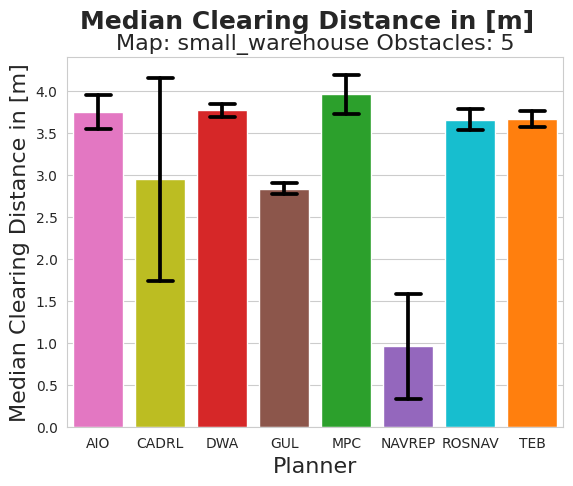 Median Clearing Distance in [m]
Map: small_warehouse Obstacles: 5
Median Clearing Distance in [m]
4.0
3.5
3.0
2.5
2.0
1.5
1.0
0.5
0.0
AIO CADRL DWA GUL MPC NAVREP ROSNAV TEB
Planner